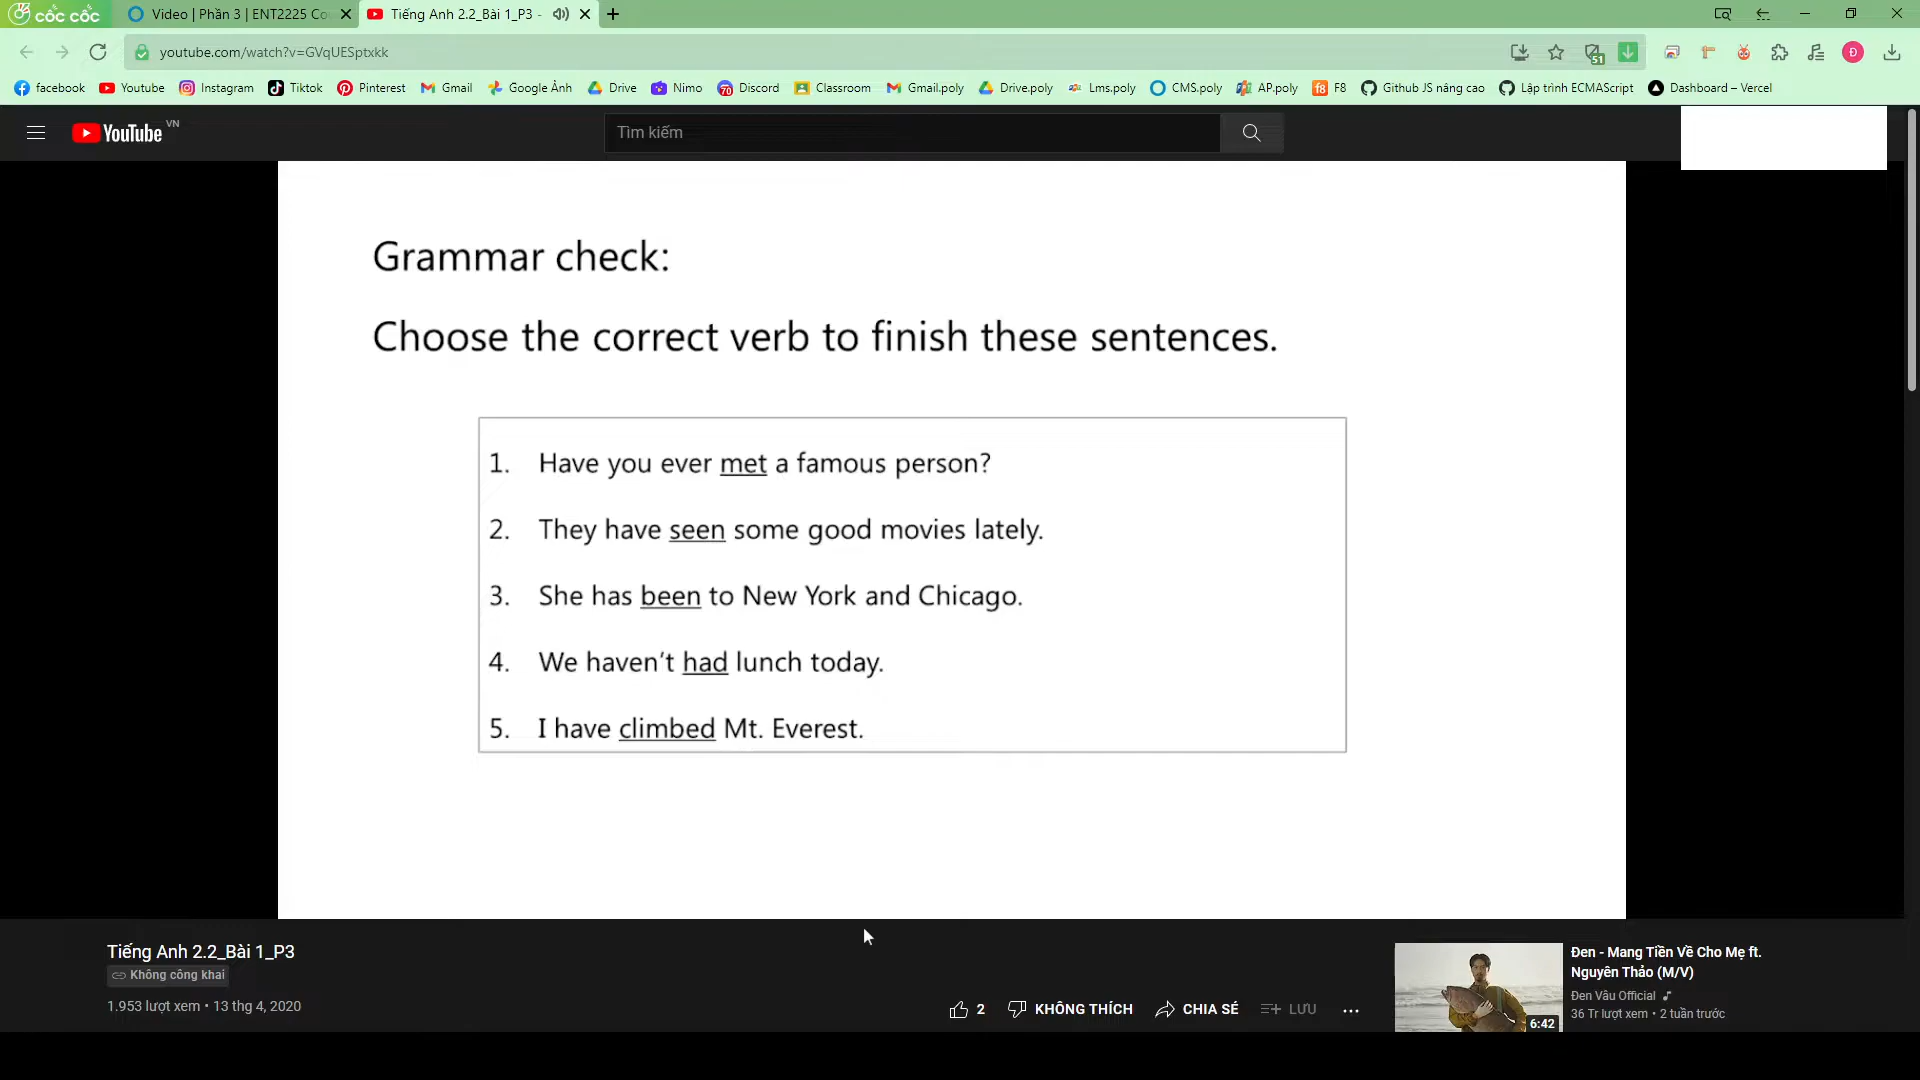 cốc cốc
Video | Phần 3 | ENT2225 Co
Tiếng Anh 2.2_Bài 1_P3 -
youtube.com/watch?v=GVqUESptxkk
51
Đ
facebook Youtube Instagram Tiktok Pinterest Gmail Google Ảnh Drive Nimo Discord Classroom Gmail.poly Drive.poly Lms.poly CMS.poly AP.poly F8 Github JS nâng cao Lập trình ECMAScript Dashboard – Vercel
YouTube VN
Tìm kiếm
Grammar check:
Choose the correct verb to finish these sentences.
1. Have you ever met a famous person?
2. They have seen some good movies lately.
3. She has been to New York and Chicago.
4. We haven't had lunch today.
5. I have climbed Mt. Everest.
Tiếng Anh 2.2_Bài 1_P3
Không công khai
1.953 lượt xem • 13 thg 4, 2020
2 KHÔNG THÍCH CHIA SẺ LƯU
6:42
Đen - Mang Tiền Về Cho Mẹ ft.
Nguyên Thảo (M/V)
Đen Vâu Official
36 Tr lượt xem • 2 tuần trước